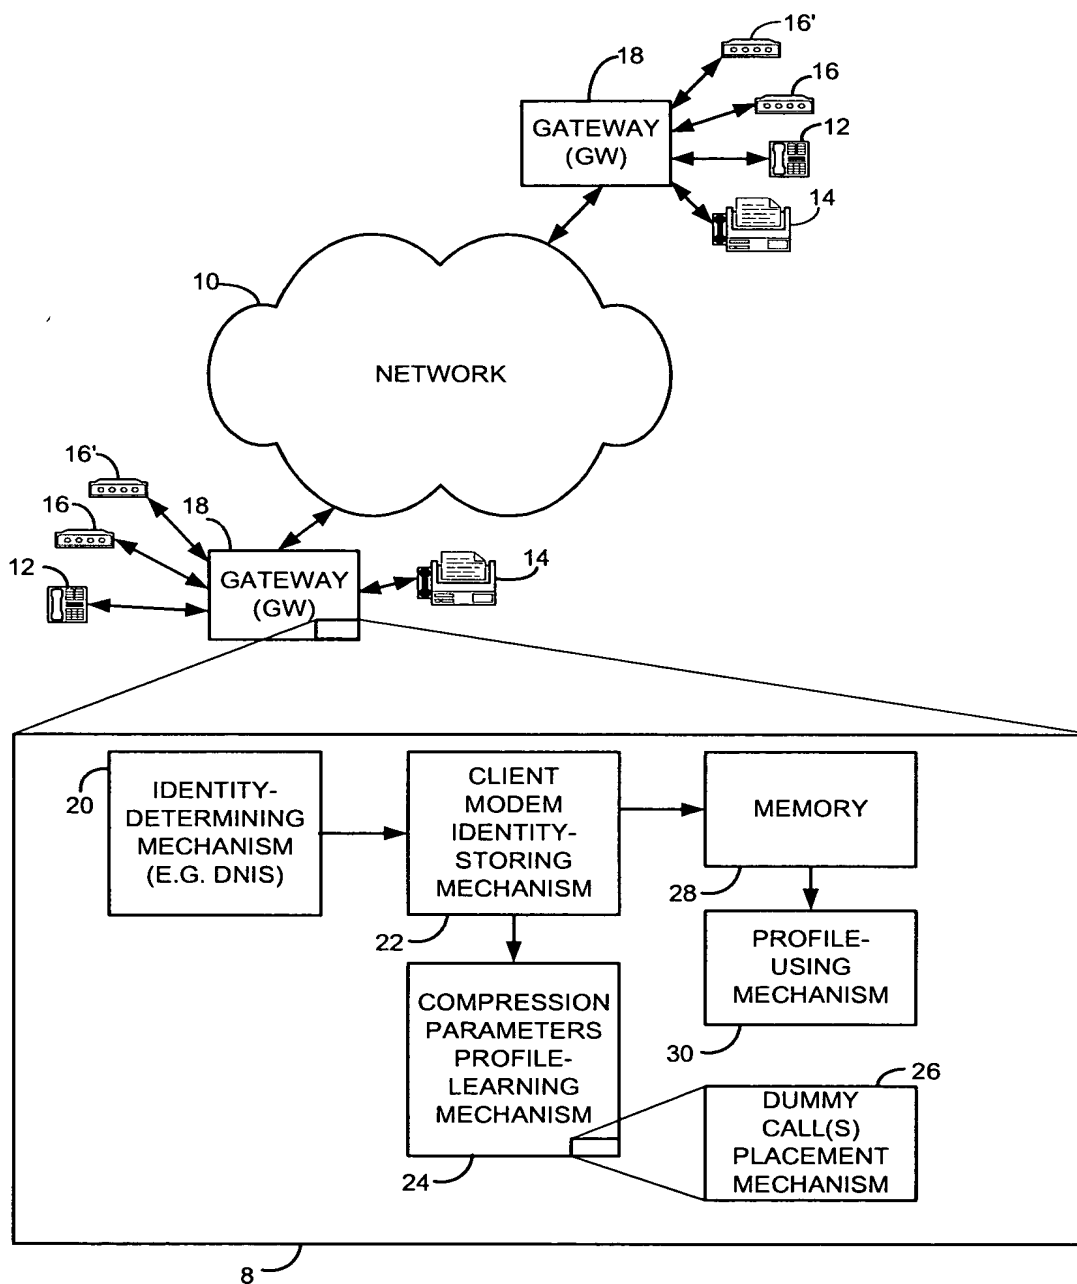 16'
18
16
GATEWAY
(GW)
12
14
10
NETWORK
16'
16
18
12
GATEWAY
(GW)
14
20
IDENTITY-
DETERMINING
MECHANISM
(E.G. DNIS)
CLIENT
MODEM
IDENTITY-
STORING
MECHANISM
22
MEMORY
28
PROFILE-
USING
MECHANISM
30
COMPRESSION
PARAMETERS
PROFILE-
LEARNING
MECHANISM
24
26
DUMMY
CALL(S)
PLACEMENT
MECHANISM
8